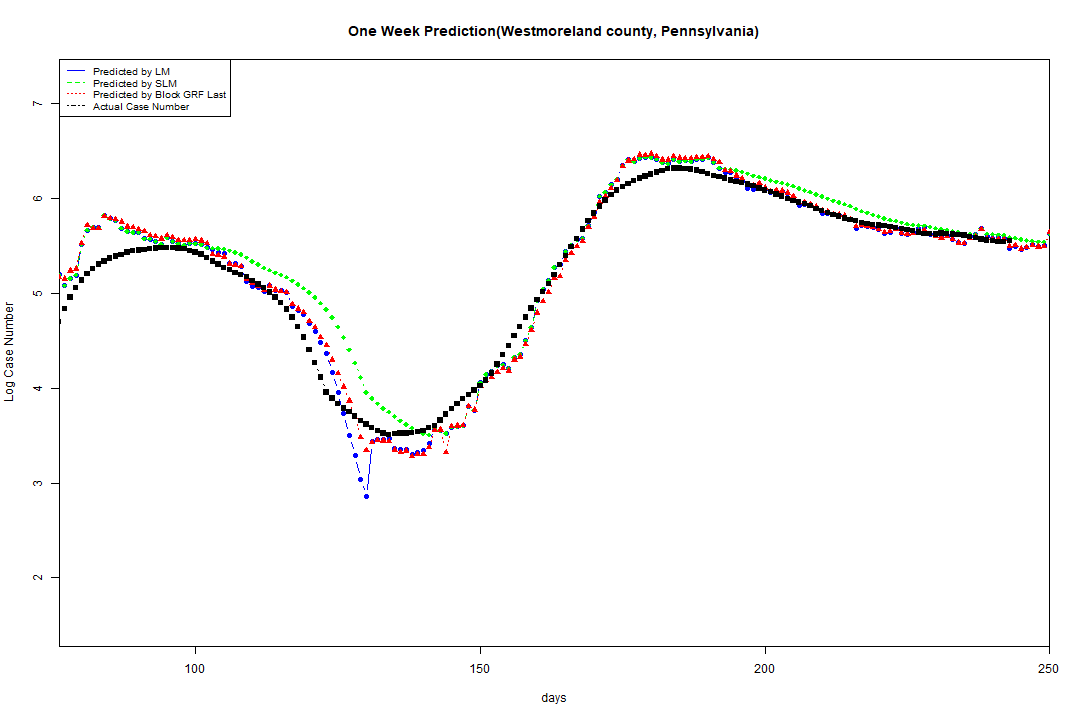 One Week Prediction(Westmoreland county, Pennsylvania)
Predicted by LM
Predicted by SLM
Predicted by Block GRF Last
Actual Case Number
7
6
5
4
3
2
Log Case Number
100
150
200
250
days